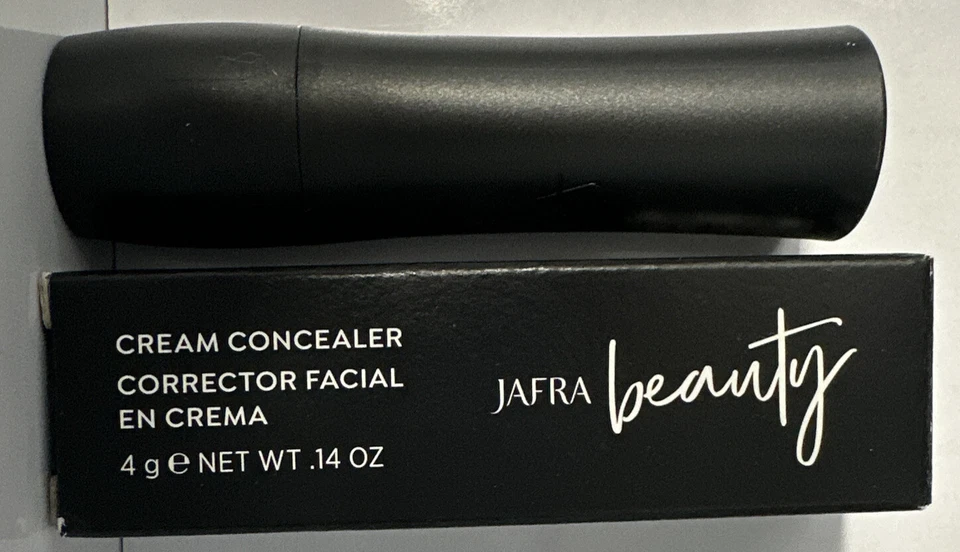 CREAM CONCEALER
CORRECTOR FACIAL
EN CREMA
4 g ℮ NET WT .14 OZ
JAFRA beauty